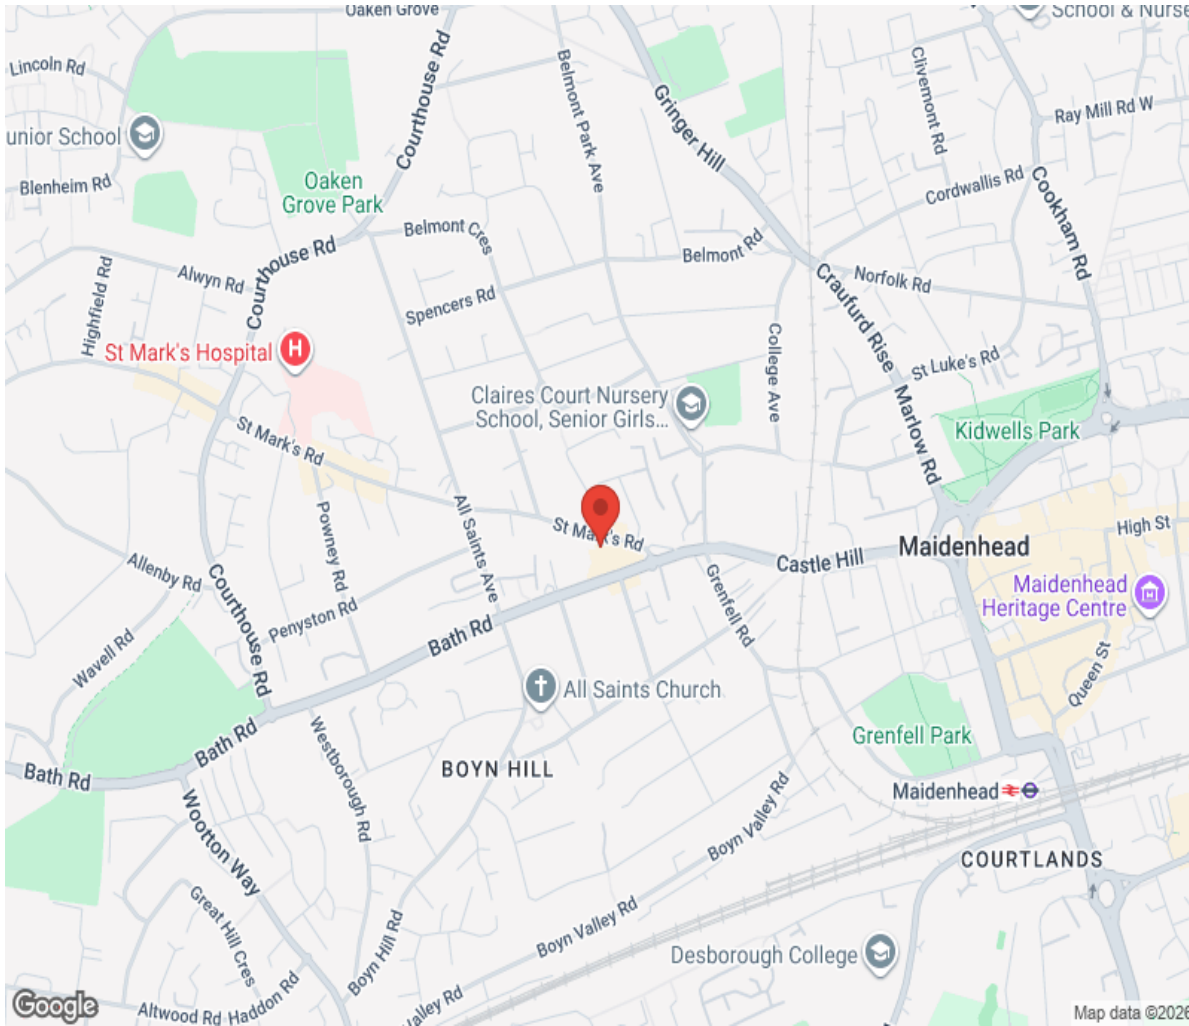 Oaken Grove
School & Nurse
Lincoln Rd
Courthouse Rd
Belmont Park Ave
Gringer Hill
Clivemont Rd
Ray Mill Rd W
unior School
Blenheim Rd
Oaken
Grove Park
Cordwallis Rd
Cookham Rd
Belmont Cres
Belmont Rd
Courthouse Rd
Alwyn Rd
Highfield Rd
Norfolk Rd
Spencers Rd
Craufurd Rise
College Ave
St Mark's Hospital
H
St Luke's Rd
Claires Court Nursery
School, Senior Girls...
Marlow Rd
Kidwells Park
St Mark's Rd
All Saints Ave
Powney Rd
St Mark's Rd
High St
Maidenhead
Castle Hill
Allenby Rd
Courthouse Rd
Grenfell Rd
Maidenhead
Heritage Centre
Penyston Rd
Bath Rd
Wavell Rd
Queen St
All Saints Church
Bath Rd
Westborough Rd
Grenfell Park
BOYN HILL
Bath Rd
Maidenhead
Wootton Way
Boyn Valley Rd
COURTLANDS
Great Hill Cres
Boyn Hill Rd
Boyn Valley Rd
Desborough College
Haddon Rd
Altwood Rd
Valley Rd
Google
Map data ©2026